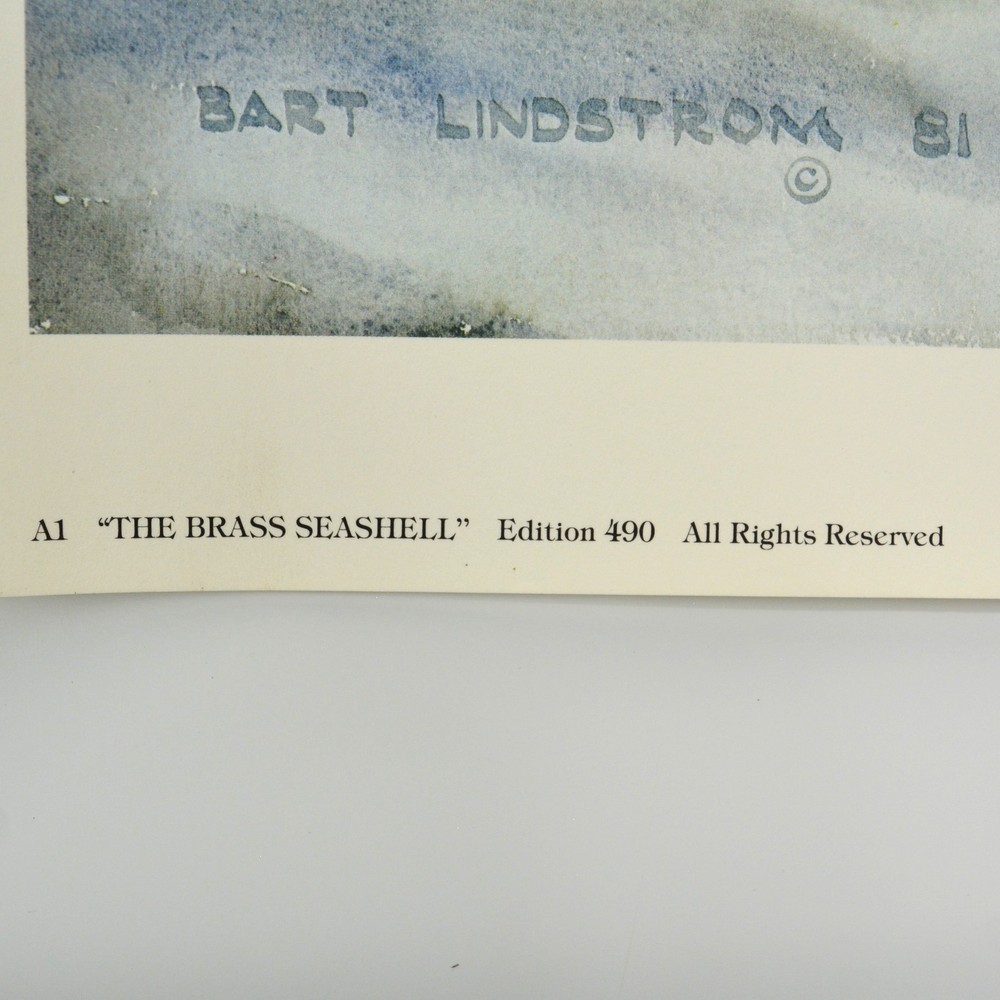 BART LINDSTROM 81
©
A1 “THE BRASS SEASHELL” Edition 490 All Rights Reserved